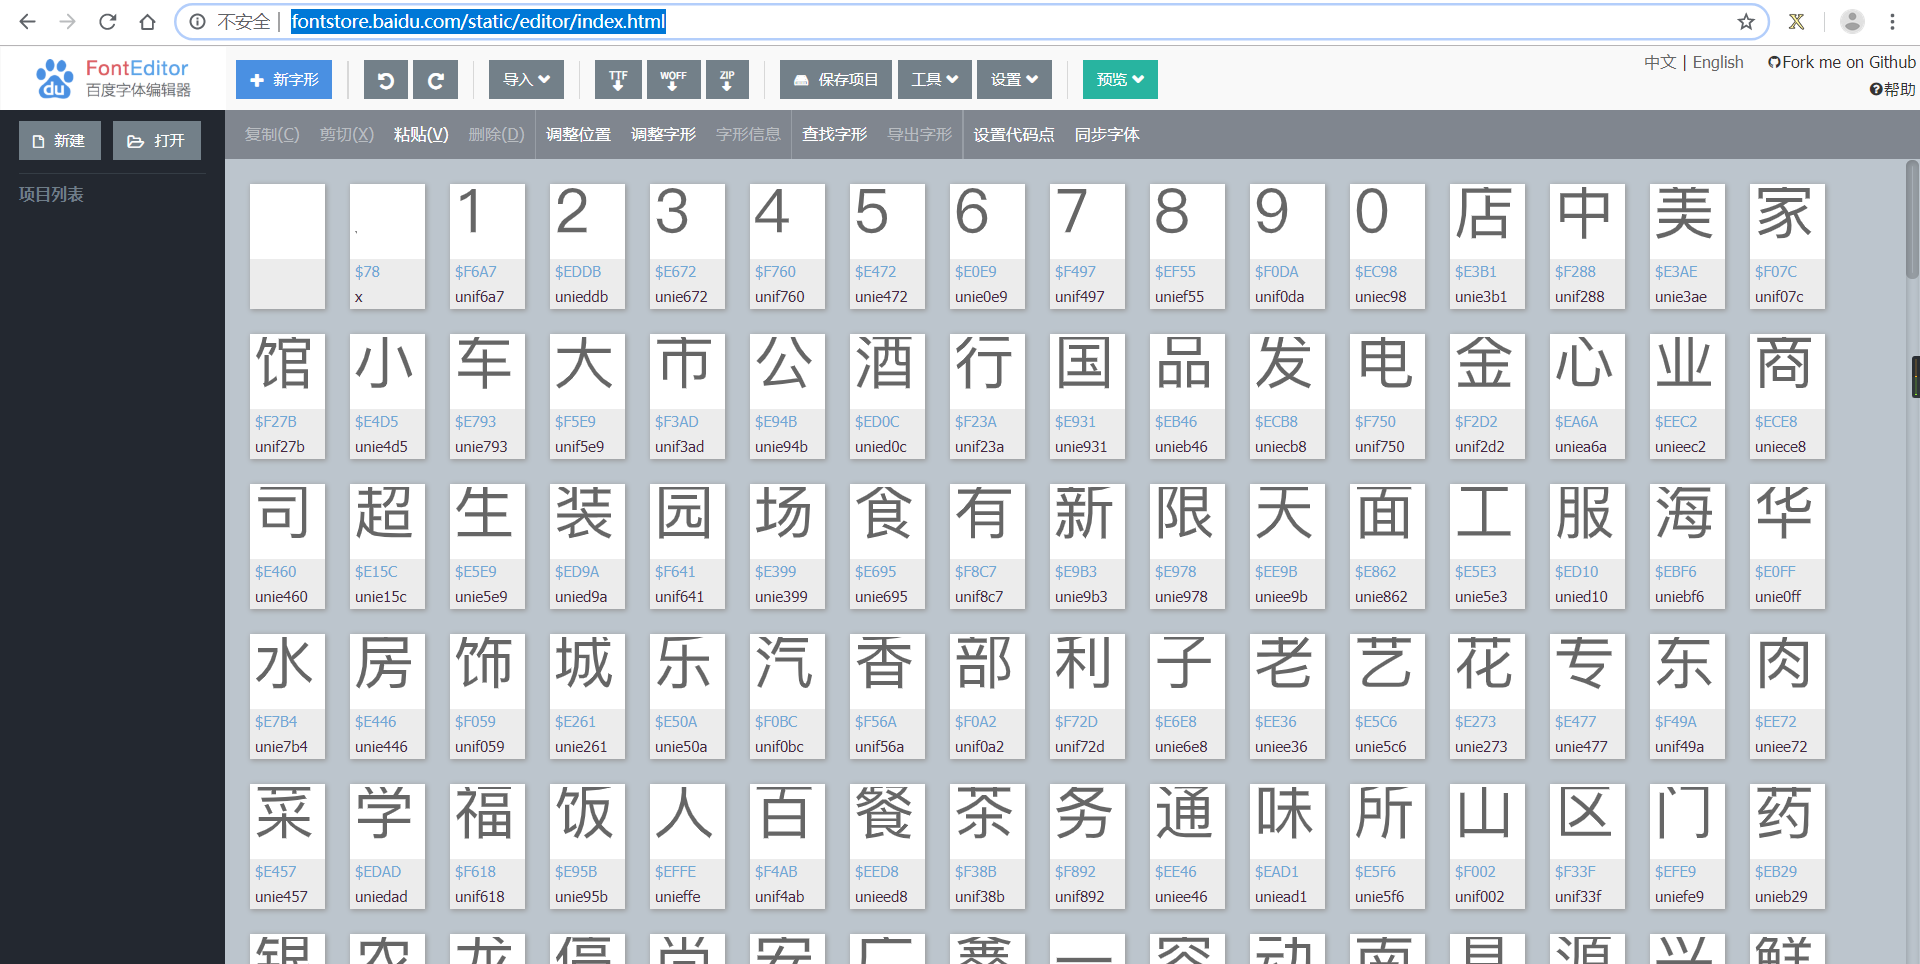 不安全 | fontstore.baidu.com/static/editor/index.html
du FontEditor
百度字体编辑器
新字形 导入 TTF WOFF ZIP 保存项目 工具 设置 预览
中文 | English Fork me on Github
帮助
新建 打开
复制(C) 剪切(X) 粘贴(V) 删除(D) 调整位置 调整字形 字形信息 查找字形 导出字形 设置代码点 同步字体
项目列表
1 2 3 4 5 6 7 8 9 0 店 中 美 家
$78 $F6A7 $EDDB $E672 $F760 $E472 $E0E9 $F497 $EF55 $F0DA $EC98 $E3B1 $F288 $E3AE $F07C
x unif6a7 unieddb unie672 unif760 unie472 unie0e9 unif497 unief55 unif0da uniec98 unie3b1 unif288 unie3ae unif07c
馆 小 车 大 市 公 酒 行 国 品 发 电 金 心 业 商
$F27B $E4D5 $E793 $F5E9 $F3AD $E94B $ED0C $F23A $E931 $EB46 $ECB8 $F750 $F2D2 $EA6A $EEC2 $ECE8
unif27b unie4d5 unie793 unif5e9 unif3ad unie94b unied0c unif23a unie931 unieb46 uniecb8 unif750 unif2d2 uniea6a unieec2 uniece8
司 超 生 装 园 场 食 有 新 限 天 面 工 服 海 华
$E460 $E15C $E5E9 $ED9A $F641 $E399 $E695 $F8C7 $E9B3 $E978 $EE9B $E862 $E5E3 $ED10 $EBF6 $E0FF
unie460 unie15c unie5e9 unied9a unif641 unie399 unie695 unif8c7 unie9b3 unie978 uniee9b unie862 unie5e3 unied10 uniebf6 unie0ff
水 房 饰 城 乐 汽 香 部 利 子 老 艺 花 专 东 肉
$E7B4 $E446 $F059 $E261 $E50A $F0BC $F56A $F0A2 $F72D $E6E8 $EE36 $E5C6 $E273 $E477 $F49A $EE72
unie7b4 unie446 unif059 unie261 unie50a unif0bc unif56a unif0a2 unif72d unie6e8 uniee36 unie5c6 unie273 unie477 unif49a uniee72
菜 学 福 饭 人 百 餐 茶 务 通 味 所 山 区 门 药
$E457 $EDAD $F618 $E95B $EFFE $F4AB $EED8 $F38B $F892 $EE46 $EAD1 $E5F6 $F002 $F33F $EFE9 $EB29
unie457 uniedad unif618 unie95b unieffe unif4ab unieed8 unif38b unif892 uniee46 uniead1 unie5f6 unif002 unif33f uniefe9 unieb29
银 农 龙 停 尚 安 广 鑫 一 容 动 南 具 源 兴 鲜